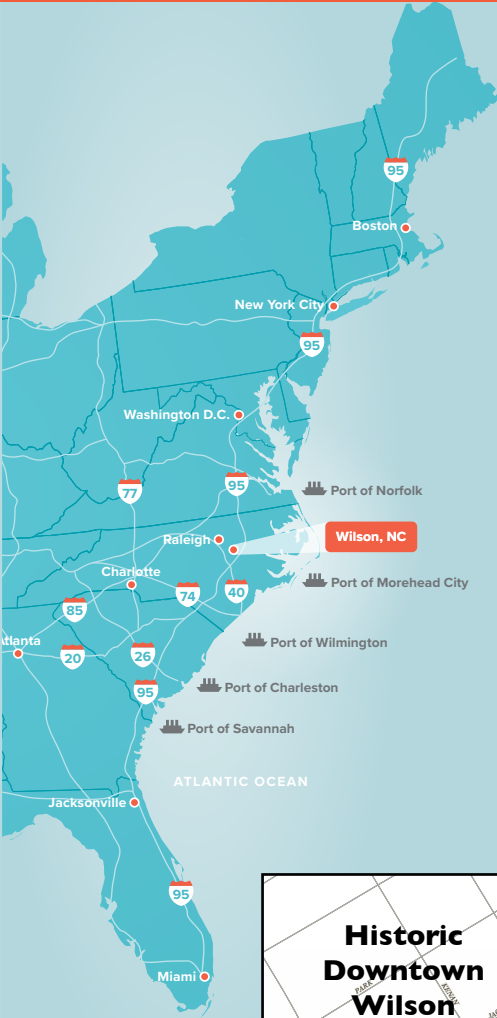 95
Boston
New York City
95
Washington D.C.
77
95
Port of Norfolk
Raleigh
Wilson, NC
Charlotte
Port of Morehead City
85
74
40
tlanta
20
26
Port of Wilmington
95
Port of Charleston
Port of Savannah
ATLANTIC OCEAN
Jacksonville
95
Miami
Historic
Downtown
Wilson
PARK
KENAN